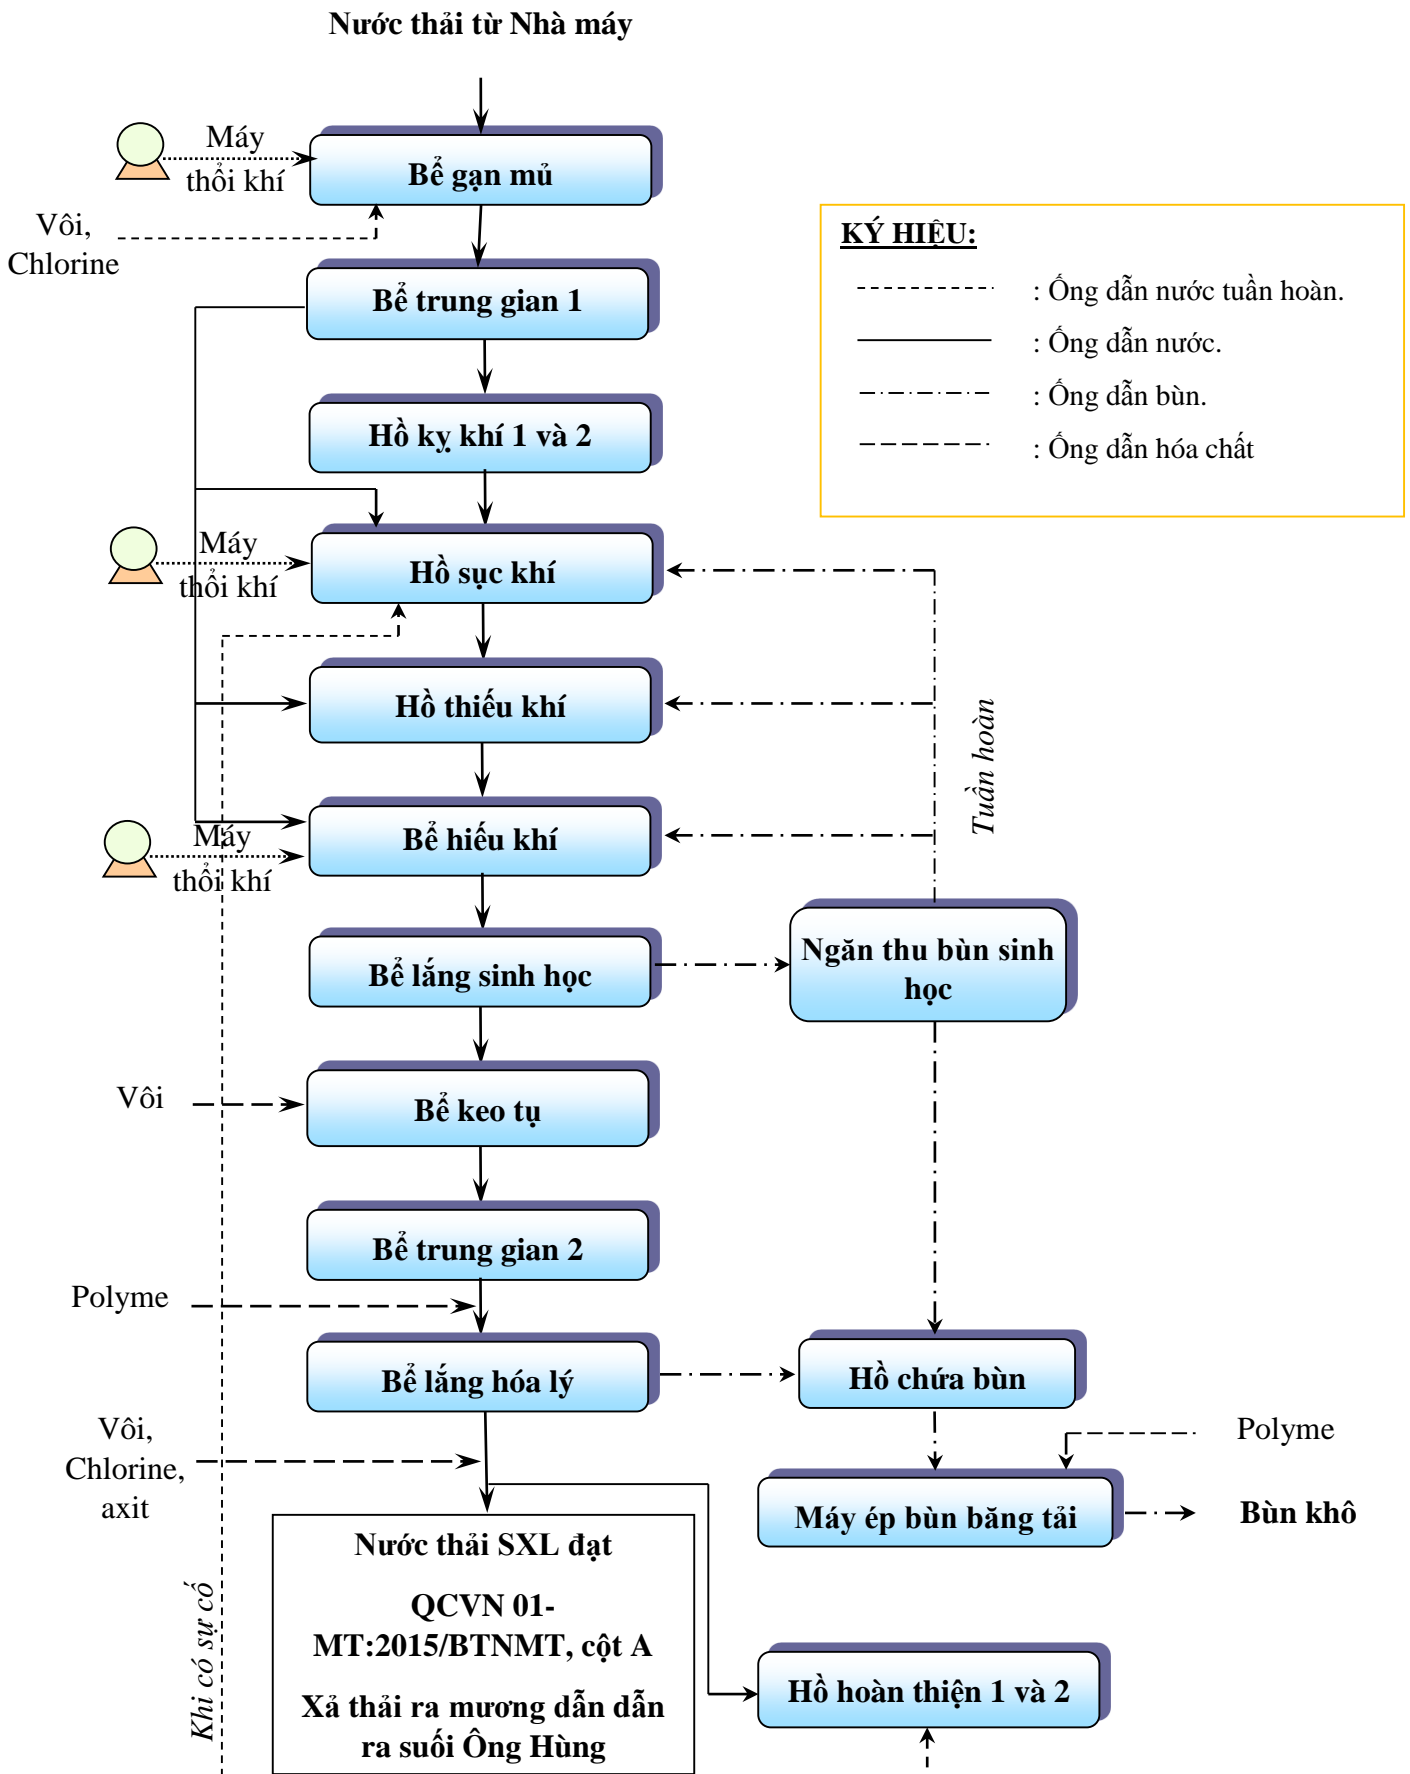 Nước thải từ Nhà máy
Máy
thổi khí
Bể gạn mủ
Vôi,
Chlorine
KÝ HIỆU:
: Ống dẫn nước tuần hoàn.
: Ống dẫn nước.
: Ống dẫn bùn.
: Ống dẫn hóa chất
Bể trung gian 1
Hồ kỵ khí 1 và 2
Máy
thổi khí
Hồ sục khí
Hồ thiếu khí
Tuần hoàn
Máy
thổi khí
Bể hiếu khí
Bể lắng sinh học
Ngăn thu bùn sinh
học
Vôi
Bể keo tụ
Bể trung gian 2
Polyme
Bể lắng hóa lý
Hồ chứa bùn
Vôi,
Chlorine,
axit
Polyme
Máy ép bùn băng tải
Bùn khô
Nước thải SXL đạt
QCVN 01-
MT:2015/BTNMT, cột A
Xả thải ra mương dẫn dẫn
ra suối Ông Hùng
Khi có sự cố
Hồ hoàn thiện 1 và 2